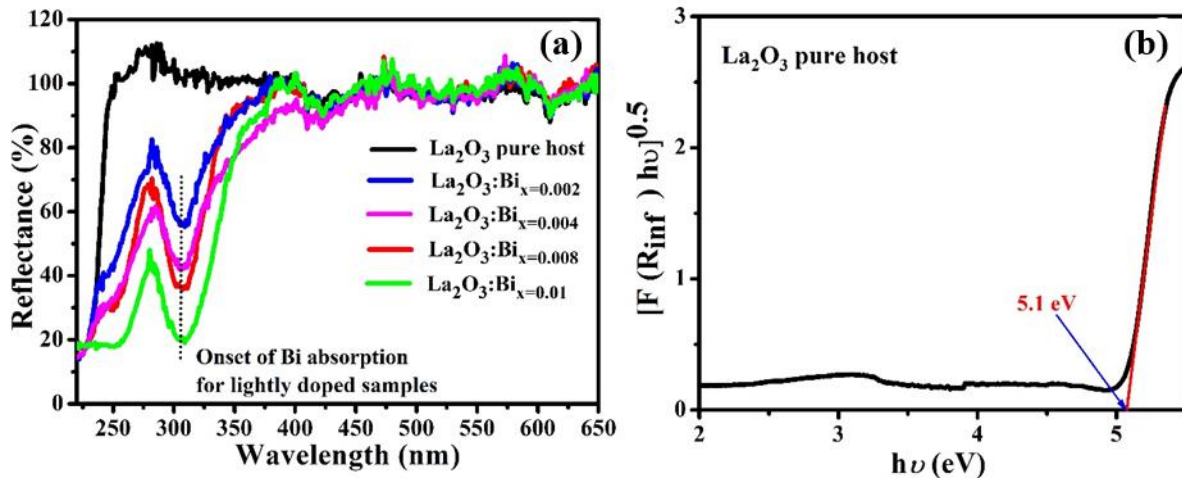 (a)
120
100
80
60
40
20
0
Reflectance (%)
La₂O₃ pure host
La₂O₃:Biₓ₌₀.₀₀₂
La₂O₃:Biₓ₌₀.₀₀₄
La₂O₃:Biₓ₌₀.₀₀₈
La₂O₃:Biₓ₌₀.₀₁
Onset of Bi absorption
for lightly doped samples
250 300 350 400 450 500 550 600 650
Wavelength (nm)
(b)
La₂O₃ pure host
3
2
1
0
[F (Rinf ) hυ]0.5
5.1 eV
2 3 4 5
hυ (eV)